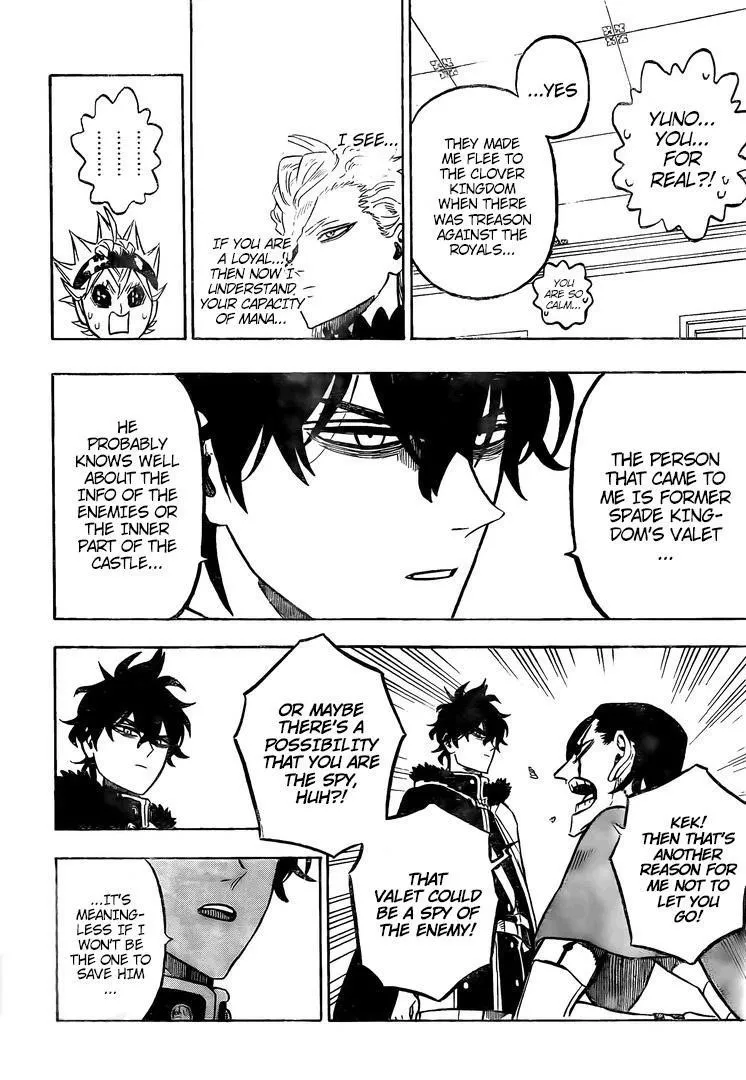 YUNO...
YOU...
FOR
REAL?!
...YES
THEY MADE
ME FLEE TO
THE CLOVER
KINGDOM
WHEN THERE
WAS TREASON
AGAINST THE
ROYALS...
YOU
ARE SO
CALM...
I SEE...
IF YOU ARE
A LOYAL...!
THEN NOW I
UNDERSTAND
YOUR CAPACITY
OF MANA...
THE PERSON
THAT CAME TO
ME IS FORMER
SPADE KING-
DOM'S VALET
...
HE
PROBABLY
KNOWS WELL
ABOUT THE
INFO OF THE
ENEMIES OR
THE INNER
PART OF THE
CASTLE...
KEK!
THEN THAT'S
ANOTHER
REASON FOR
ME NOT TO
LET YOU
GO!
THAT
VALET COULD
BE A SPY OF
THE ENEMY!
OR MAYBE
THERE'S A
POSSIBILITY
THAT YOU ARE
THE SPY,
HUH?!
...IT'S
MEANING-
LESS IF I
WON'T BE
THE ONE TO
SAVE HIM
...